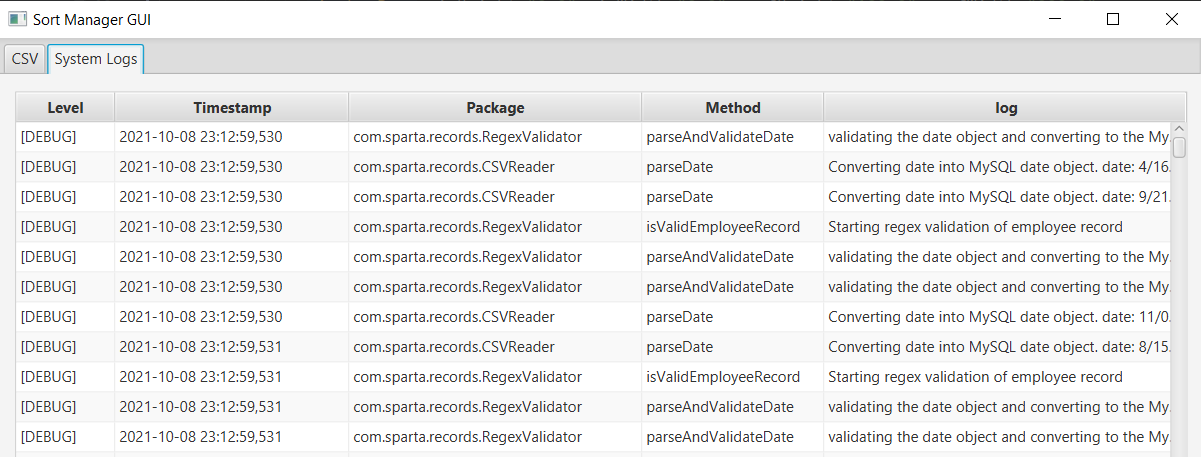 Sort Manager GUI
CSV System Logs
Level Timestamp Package Method log
[DEBUG] 2021-10-08 23:12:59,530 com.sparta.records.RegexValidator parseAndValidateDate validating the date object and converting to the My...
[DEBUG] 2021-10-08 23:12:59,530 com.sparta.records.CSVReader parseDate Converting date into MySQL date object. date: 4/16...
[DEBUG] 2021-10-08 23:12:59,530 com.sparta.records.CSVReader parseDate Converting date into MySQL date object. date: 9/21...
[DEBUG] 2021-10-08 23:12:59,530 com.sparta.records.RegexValidator isValidEmployeeRecord Starting regex validation of employee record
[DEBUG] 2021-10-08 23:12:59,530 com.sparta.records.RegexValidator parseAndValidateDate validating the date object and converting to the My...
[DEBUG] 2021-10-08 23:12:59,530 com.sparta.records.RegexValidator parseAndValidateDate validating the date object and converting to the My...
[DEBUG] 2021-10-08 23:12:59,530 com.sparta.records.CSVReader parseDate Converting date into MySQL date object. date: 11/0...
[DEBUG] 2021-10-08 23:12:59,531 com.sparta.records.CSVReader parseDate Converting date into MySQL date object. date: 8/15...
[DEBUG] 2021-10-08 23:12:59,531 com.sparta.records.RegexValidator isValidEmployeeRecord Starting regex validation of employee record
[DEBUG] 2021-10-08 23:12:59,531 com.sparta.records.RegexValidator parseAndValidateDate validating the date object and converting to the My...
[DEBUG] 2021-10-08 23:12:59,531 com.sparta.records.RegexValidator parseAndValidateDate validating the date object and converting to the My...